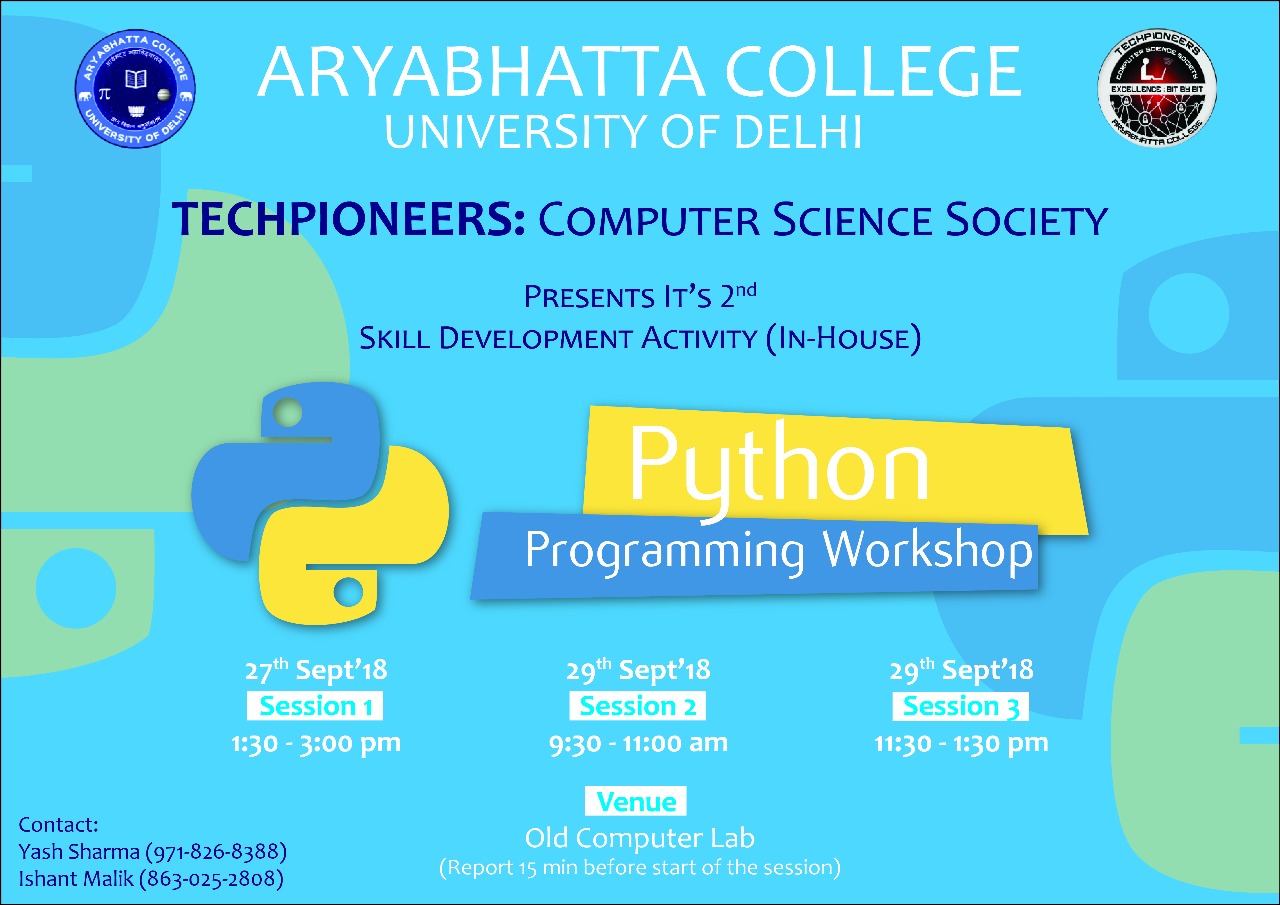 ARYABHATTA COLLEGE
UNIVERSITY OF DELHI
ARYABHATTA COLLEGE
UNIVERSITY OF DELHI
π
TECHPIONEERS
COMPUTER SCIENCE SOCIETY
EXCELLENCE : BIT BY BIT
ARYABHATTA COLLEGE
TECHPIONEERS: COMPUTER SCIENCE SOCIETY
PRESENTS IT'S 2nd
SKILL DEVELOPMENT ACTIVITY (IN-HOUSE)
Python
Programming Workshop
27th Sept'18
Session 1
1:30 - 3:00 pm
29th Sept'18
Session 2
9:30 - 11:00 am
29th Sept'18
Session 3
11:30 - 1:30 pm
Venue
Old Computer Lab
(Report 15 min before start of the session)
Contact:
Yash Sharma (971-826-8388)
Ishant Malik (863-025-2808)